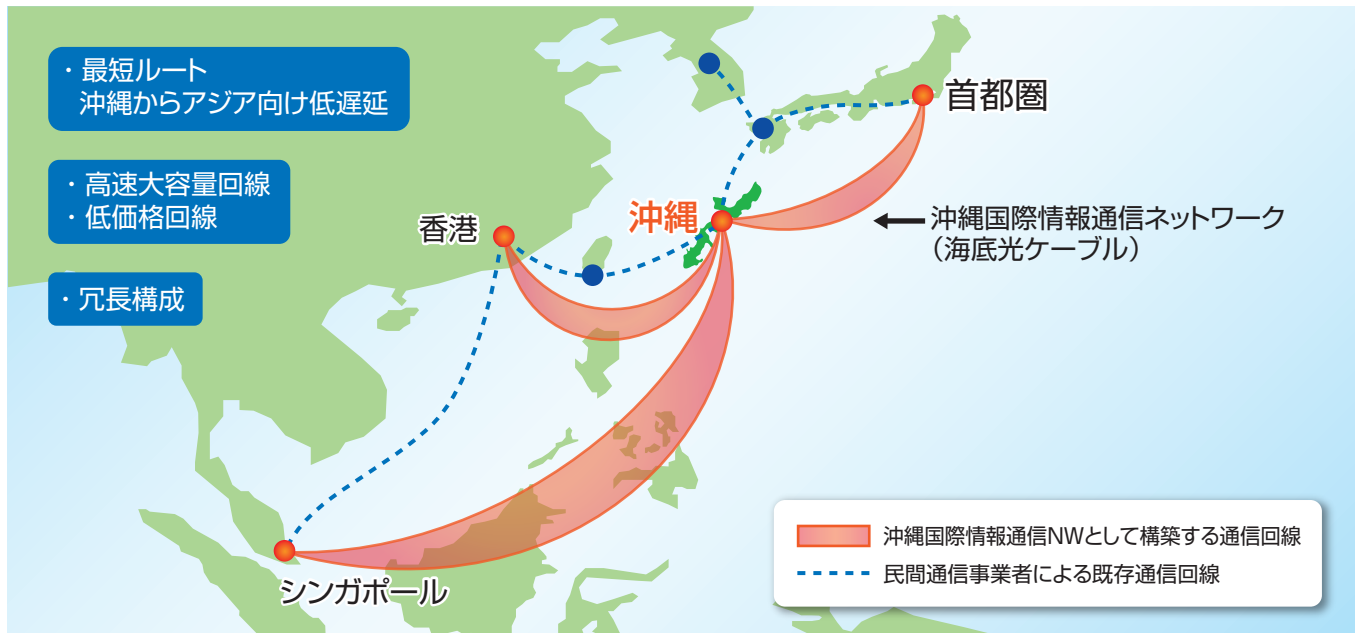 ・最短ルート
沖縄からアジア向け低遅延
・高速大容量回線
・低価格回線
・冗長構成
首都圏
沖縄
香港
沖縄国際情報通信ネットワーク
（海底光ケーブル）
シンガポール
沖縄国際情報通信NWとして構築する通信回線
民間通信事業者による既存通信回線